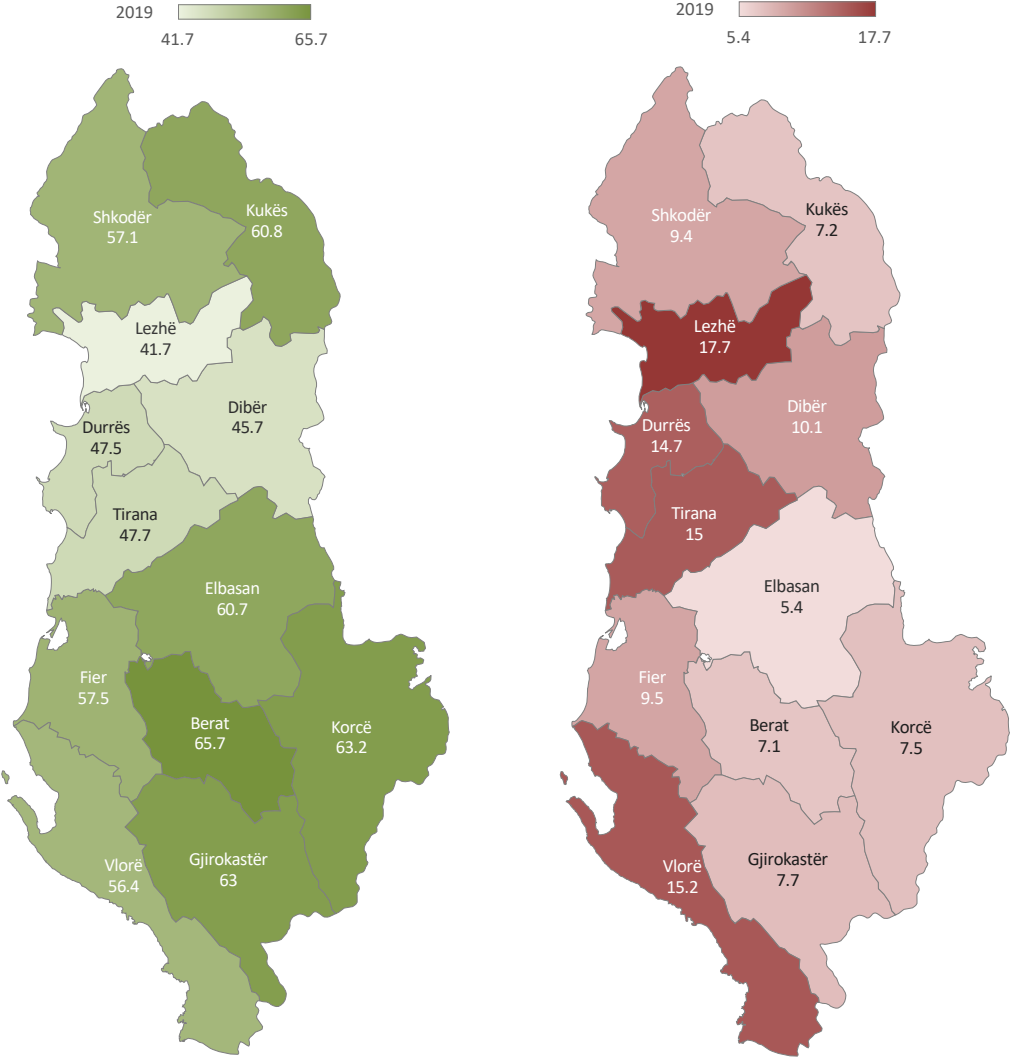 2019
41.7 65.7
Shkodër
57.1
Kukës
60.8
Lezhë
41.7
Dibër
45.7
Durrës
47.5
Tirana
47.7
Elbasan
60.7
Fier
57.5
Berat
65.7
Korcë
63.2
Gjirokastër
63
Vlorë
56.4
2019
5.4 17.7
Shkodër
9.4
Kukës
7.2
Lezhë
17.7
Dibër
10.1
Durrës
14.7
Tirana
15
Elbasan
5.4
Fier
9.5
Berat
7.1
Korcë
7.5
Gjirokastër
7.7
Vlorë
15.2